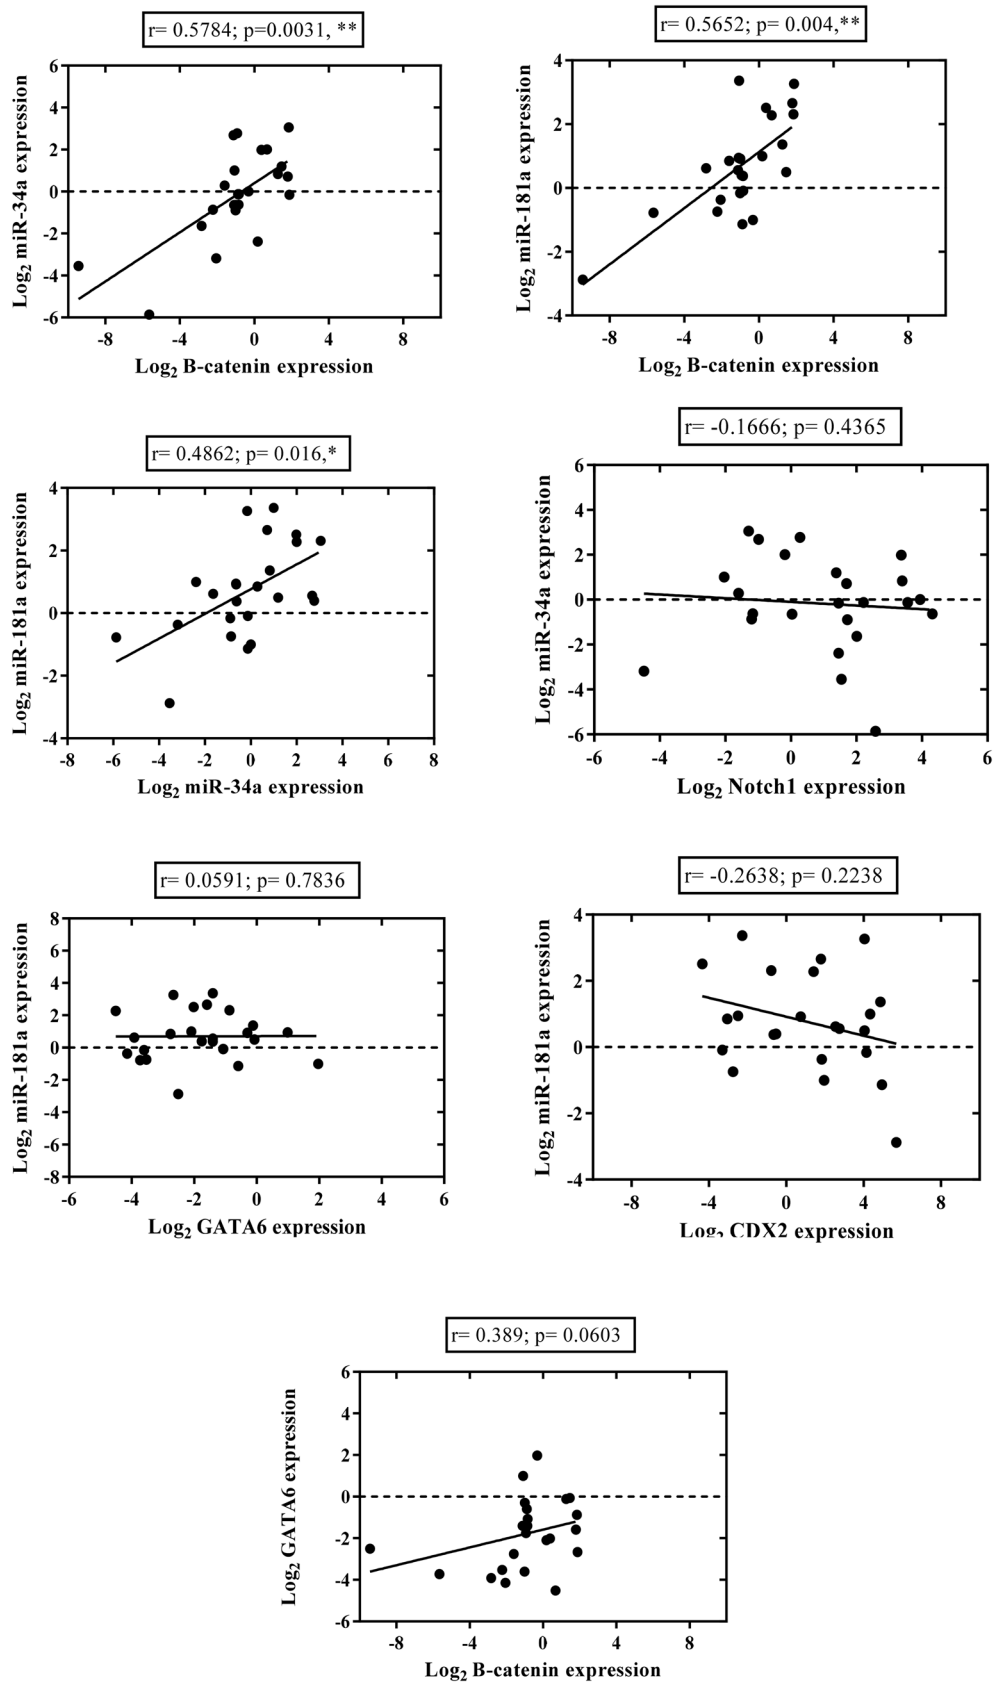 r= 0.5784; p=0.0031, **
6
4
2
0
-2
-4
-6
Log2 miR-34a expression
-8 -4 0 4 8
Log2 B-catenin expression
r= 0.5652; p= 0.004,**
4
2
0
-2
-4
Log2 miR-181a expression
-8 -4 0 4 8
Log2 B-catenin expression
r= 0.4862; p= 0.016,*
4
2
0
-2
-4
Log2 miR-181a expression
-8 -6 -4 -2 0 2 4 6 8
Log2 miR-34a expression
r= -0.1666; p= 0.4365
6
4
2
0
-2
-4
-6
Log2 miR-34a expression
-6 -4 -2 0 2 4 6
Log2 Notch1 expression
r= 0.0591; p= 0.7836
8
6
4
2
0
-2
-4
-6
-8
Log2 miR-181a expression
-6 -4 -2 0 2 4 6
Log2 GATA6 expression
r= -0.2638; p= 0.2238
4
2
0
-2
-4
Log2 miR-181a expression
-8 -4 0 4 8
Log2 CDX2 expression
r= 0.389; p= 0.0603
6
4
2
0
-2
-4
-6
Log2 GATA6 expression
-8 -4 0 4 8
Log2 B-catenin expression